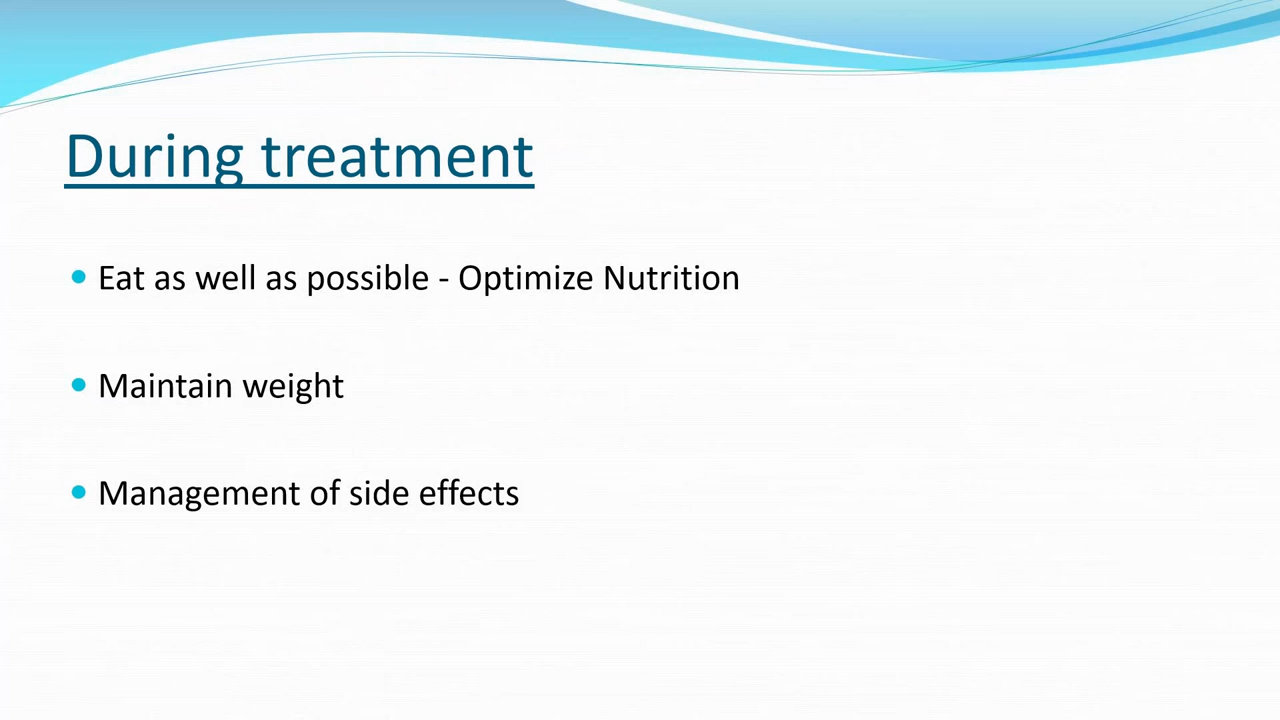 During treatment
Eat as well as possible - Optimize Nutrition
Maintain weight
Management of side effects